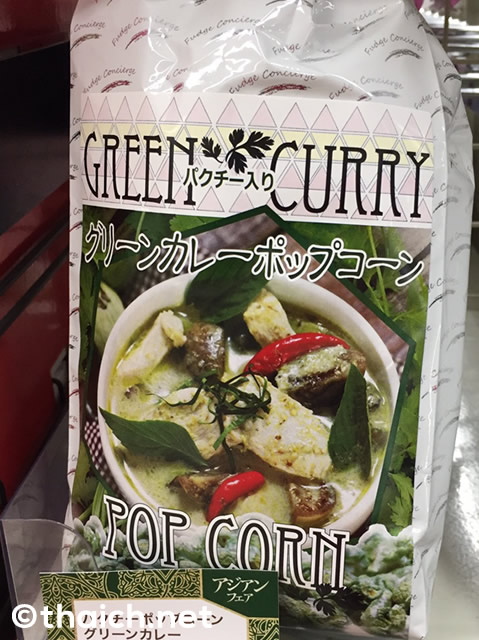 Fudge Concierge
GREEN CURRY
パクチー入り
グリーンカレーポップコーン
POP CORN
アジアン
フェア
グリーンカレー
©thaich.net